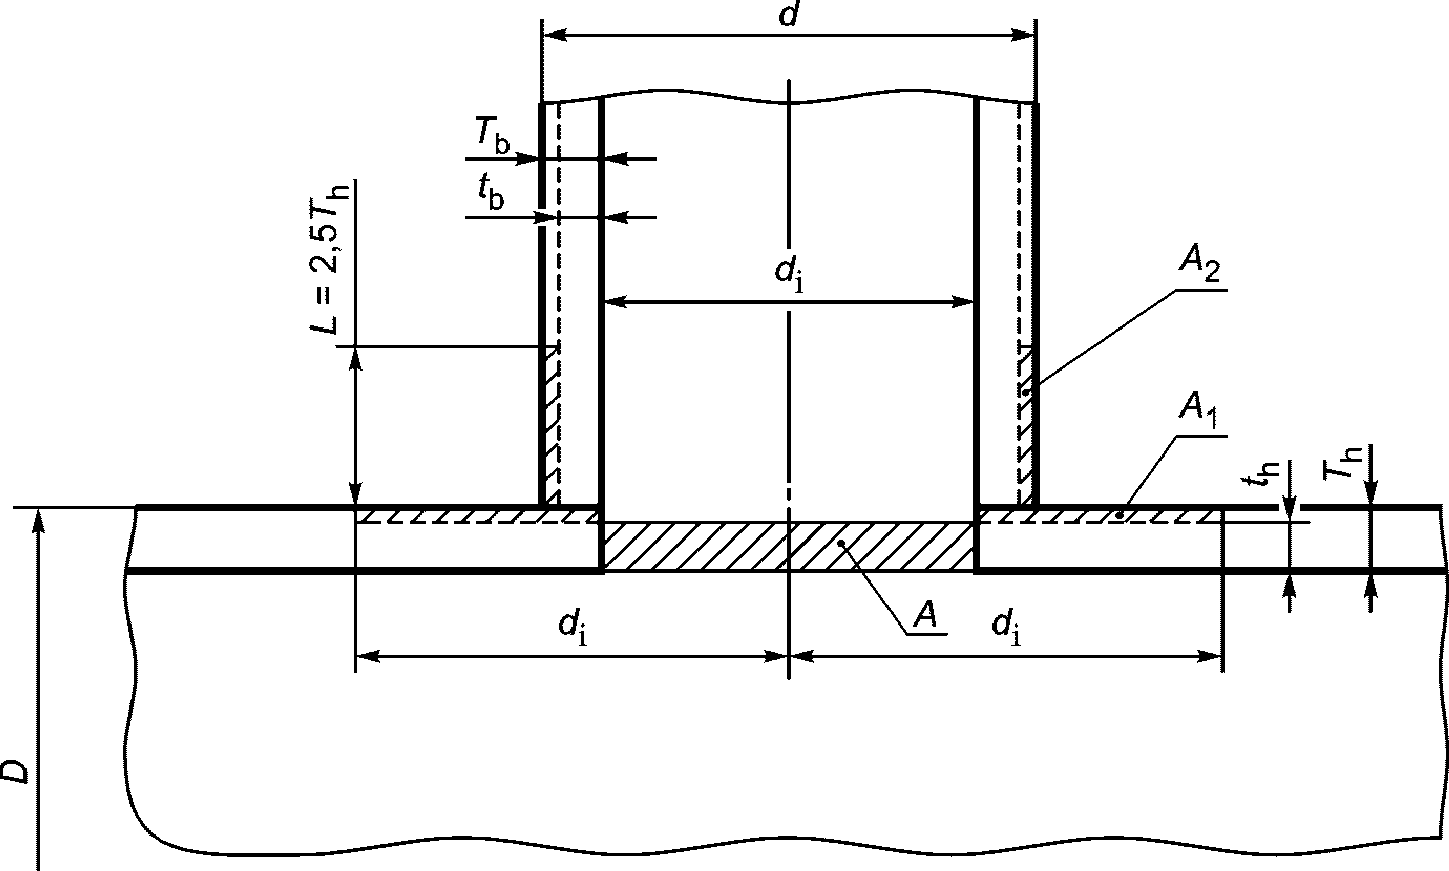 d
T_b
t_b
L = 2,5T_h
d_i
A_2
A_1
t_h
T_h
A
d_i
d_i
D